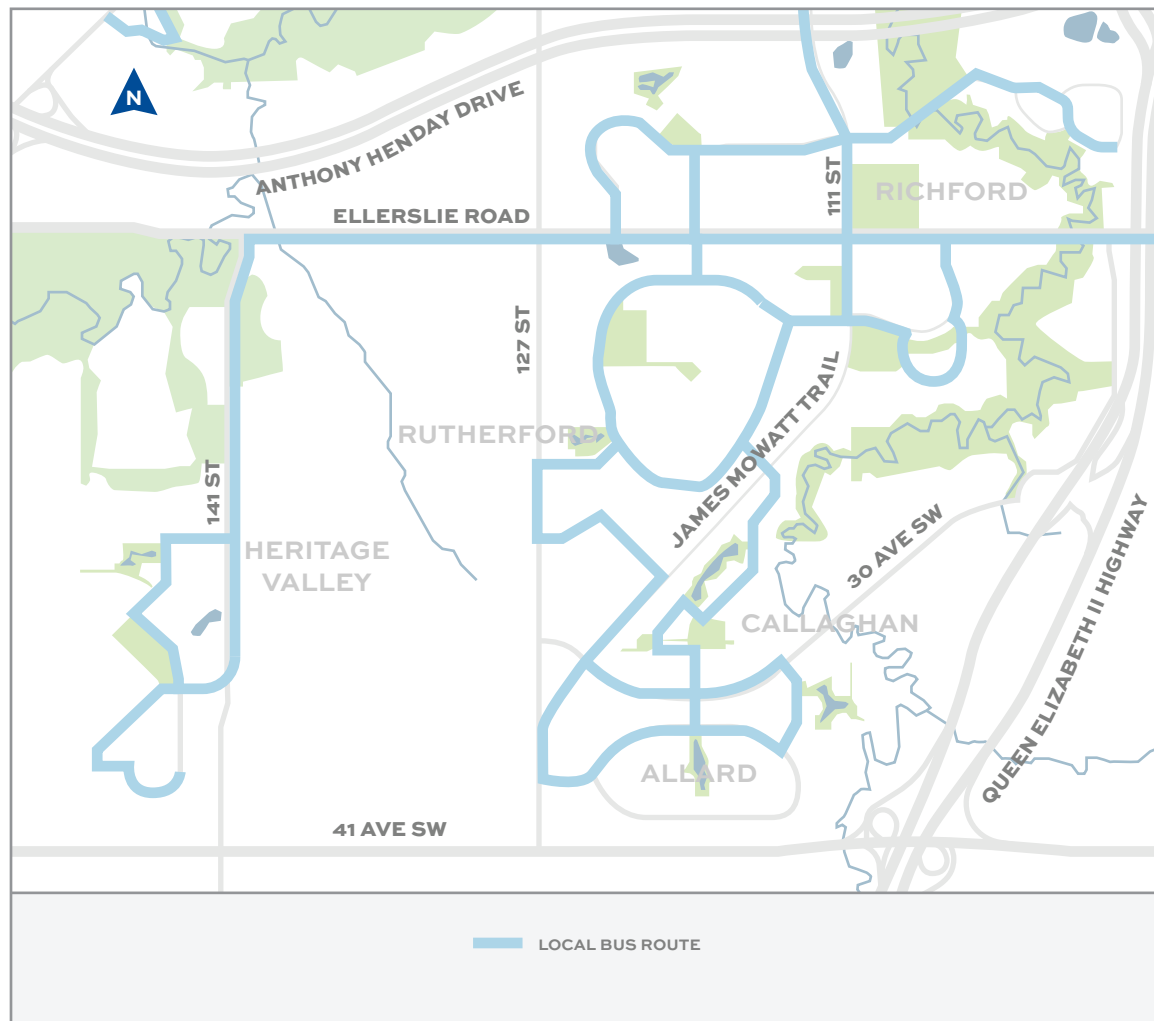 N
ANTHONY HENDAY DRIVE
111 ST
RICHFORD
ELLERSLIE ROAD
127 ST
JAMES MOWATT TRAIL
RUTHERFORD
141 ST
HERITAGE
VALLEY
30 AVE SW
QUEEN ELIZABETH II HIGHWAY
CALLAGHAN
ALLARD
41 AVE SW
LOCAL BUS ROUTE